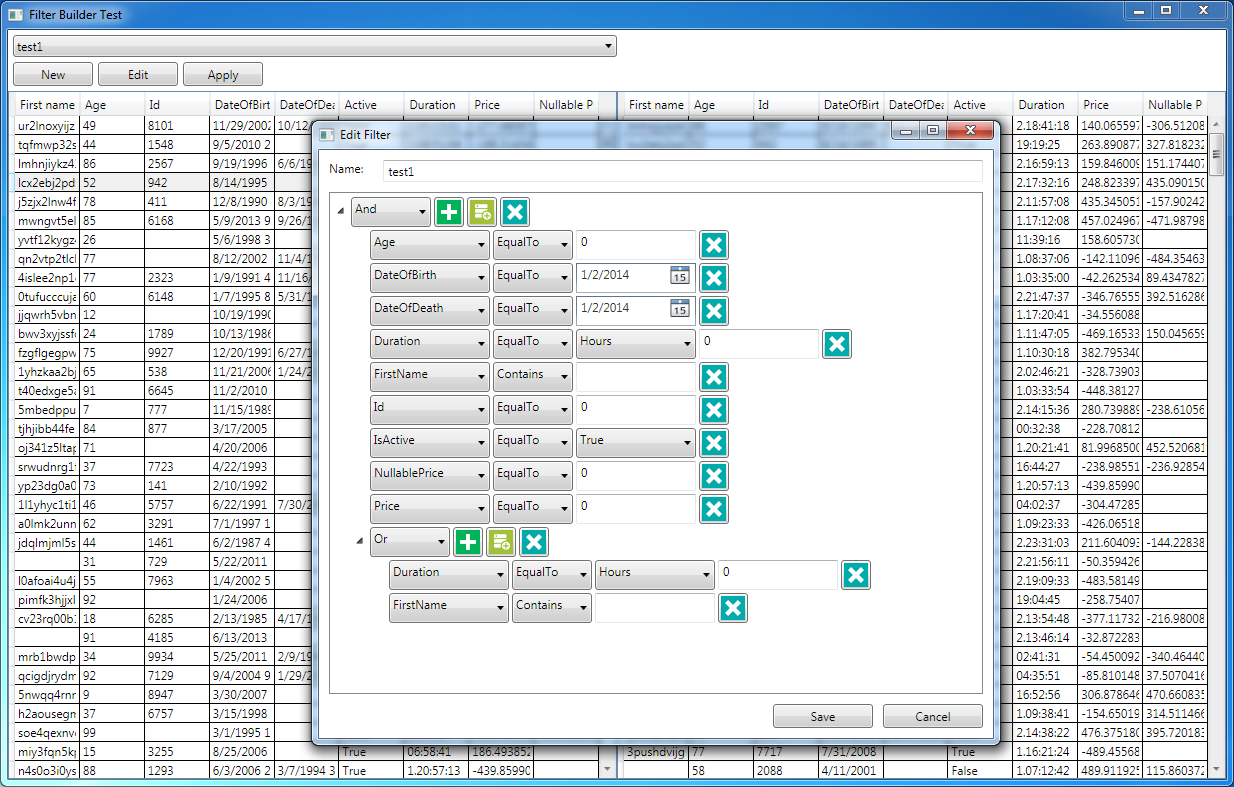 Filter Builder Test
test1
New Edit Apply
First name Age Id DateOfBirt DateOfDea Active Duration Price Nullable P First name Age Id DateOfBirt DateOfDea Active Duration Price Nullable P
49 8101 11/29/2002 10/12/ 2.18:41:18 140.065597 -306.51208
Edit Filter
tqfmwp32s 44 1548 9/5/2010 2 19:19:25 263.890877 327.818232
Name: test1
86 2567 9/19/1996 6/6/19 2.16:59:13 159.846009 151.174407
lcx2ebj2pd 52 942 8/14/1995 2.17:32:16 248.823397 435.090150
j5zjx2lnw4f 78 411 12/8/1990 8/3/19 2.11:57:08 435.345051 -157.90242
And
mwngvt5el 85 6168 5/9/2013 9 9/26/1 1.17:12:08 457.024967 -471.98798
yvtf12kygz 26 5/6/1998 3 11:39:16 158.605730
Age EqualTo 0
qn2vtp2tlcl 77 8/12/2002 11/4/1 1.08:37:06 -142.11096 -484.35463
4islee2np1 77 2323 1/9/1991 4 11/16/ 1.03:35:00 -42.262534 89.4347827
DateOfBirth EqualTo 1/2/2014 15
0tufucccuja 60 6148 1/7/1995 8 5/31/1 2.21:47:37 -346.76555 392.516286
DateOfDeath EqualTo 1/2/2014 15
jjqwrh5vbn 12 10/19/1990 1.17:20:41 -34.556088
bwv3xyjssf 24 1789 10/13/1986 1.11:47:05 -469.16533 150.045659
Duration EqualTo Hours 0
fzgflgegpw 75 9927 12/20/1991 6/27/1 1.10:30:18 382.795340
1yhzkaa2bj 65 538 11/21/2006 1/24/2 2.02:46:21 -328.73903
FirstName Contains
t40edxge5 91 6645 11/2/2010 1.03:33:54 -448.38127
5mbedppu 7 777 11/15/1989 2.14:15:36 280.739889 -238.61056
Id EqualTo 0
tjhjibb44fe 84 877 3/17/2005 00:32:38 -228.70812
oj341z5ltap 71 4/20/2006 1.20:21:41 81.9968500 452.520681
IsActive EqualTo True
srwudnrg1 37 7723 4/22/1993 16:44:27 -238.98551 -236.92854
NullablePrice EqualTo 0
yp23dg0a0 73 141 2/10/1992 1.20:57:13 -439.85990
1l1yhyc1ti1 46 5757 6/22/1991 7/30/2 04:02:37 -304.47285
Price EqualTo 0
a0lmk2unn 62 3291 7/1/1997 1 1.09:23:33 -426.06518
jdqlmjml5s 44 1461 6/2/1987 4 2.31:03 211.604093 -144.22838
Or
31 729 5/22/2011 2.21:56:11 -50.359426
l0afoai4u4j 55 7963 1/4/2002 5 2.19:09:33 -483.58149
Duration EqualTo Hours 0
pimfk3hjjxl 92 1/24/2006 19:04:45 -258.75407
FirstName Contains
cv23rq00b 18 6285 2/13/1985 4/17/1 2.13:54:48 -377.11732 -216.98008
91 4185 6/13/2013 2.13:46:14 -32.872283
mrb1bwdp 34 9934 5/25/2011 2/9/19 02:41:31 -54.450092 -340.46440
qcigdjrydm 92 7129 9/4/2004 9 1/29/2 04:35:51 -85.810148 37.5070416
5nwqq4rnr 9 8947 3/30/2007 16:52:56 306.878646 470.660835
h2aousegn 37 6757 3/15/1998 1.09:38:41 -154.65019 314.511466
Save Cancel
soe4qexnv 99 3/1/1995 1 2.14:38:22 476.375180 395.720183
miy3fqn5k 15 3255 8/25/2006 True 06:58:41 186.493852 3pushdvijg 77 7717 7/31/2008 True 1.16:21:24 -489.45568
n4s0o3i0ys 88 1293 6/3/2006 2 3/7/1994 3 True 1.20:57:13 -439.85990 58 2088 4/11/2001 False 1.07:12:42 489.911925 115.860372